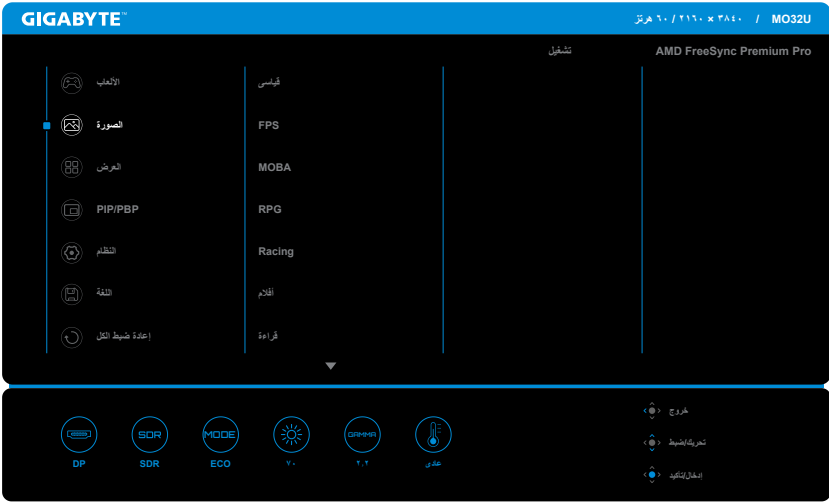 GIGABYTE™
٣٨٤٠ × ٢١٦٠ / ٦٠ هرتز / MO32U
تشغيل AMD FreeSync Premium Pro
الألعاب
الصورة
العرض
PIP/PBP
النظام
اللغة
إعادة ضبط الكل
قياسى
FPS
MOBA
RPG
Racing
أفلام
قراءة
SDR
MODE
GAMMA
DP
SDR
ECO
٧٠
٢.٢
عادى
خروج
تحريك/ضبط
إدخال/تأكيد